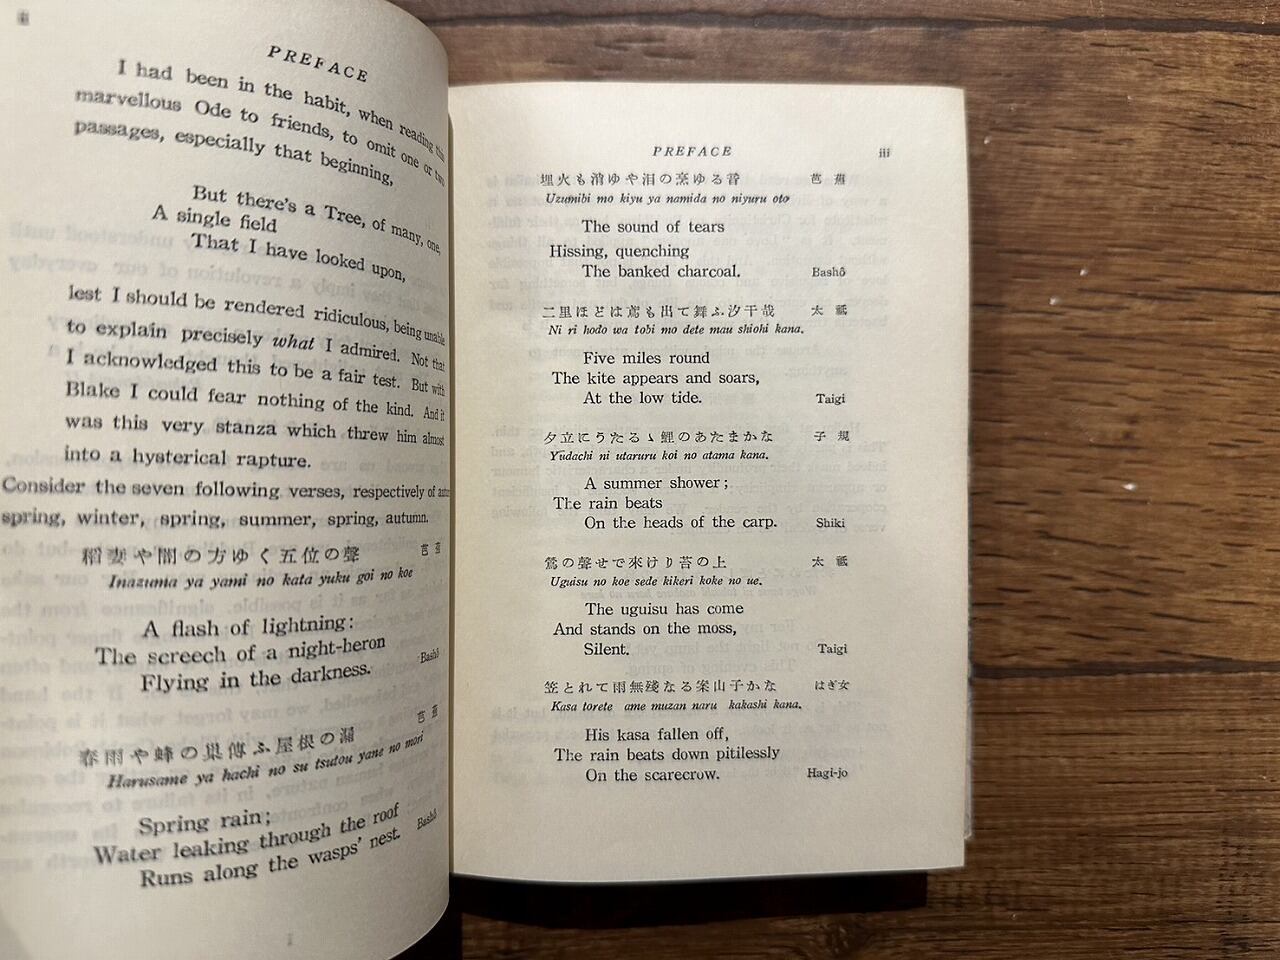 ii
PREFACE
I had been in the habit, when reading this
marvellous Ode to friends, to omit one or two
passages, especially that beginning,
But there's a Tree, of many, one,
A single field
That I have looked upon,
lest I should be rendered ridiculous, being unable
to explain precisely what I admired. Not that
I acknowledged this to be a fair test. But with
Blake I could fear nothing of the kind. And it
was this very stanza which threw him almost
into a hysterical rapture.
Consider the seven following verses, respectively of
spring, winter, spring, summer, spring, autumn.
稻妻や闇の方ゆく五位の聲 芭蕉
Inazuma ya yami no kata yuku goi no koe
A flash of lightning:
The screech of a night-heron
Flying in the darkness. Bashô
春雨や蜂の巣傳ふ屋根の漏 芭蕉
Harusame ya hachi no su tsutou yane no mori
Spring rain;
Water leaking through the roof
Runs along the wasps' nest. Bashô
PREFACE iii
埋火も消ゆや泪の烹ゆる音 芭蕉
Uzumibi mo kiyu ya namida no niyuru oto
The sound of tears
Hissing, quenching
The banked charcoal. Bashô
二里ほどは鳶も出て舞ふ汐干哉 太祇
Ni ri hodo wa tobi mo dete mau shiohi kana.
Five miles round
The kite appears and soars,
At the low tide. Taigi
夕立にうたるゝ鯉のあたまかな 子規
Yudachi ni utaruru koi no atama kana.
A summer shower;
The rain beats
On the heads of the carp. Shiki
鶯の聲せで來けり苔の上 太祇
Uguisu no koe sede kikeri koke no ue.
The uguisu has come
And stands on the moss,
Silent. Taigi
笠とれて雨無殘なる案山子かな はぎ女
Kasa torete ame muzan naru kakashi kana.
His kasa fallen off,
The rain beats down pitilessly
On the scarecrow. Hagi-jo